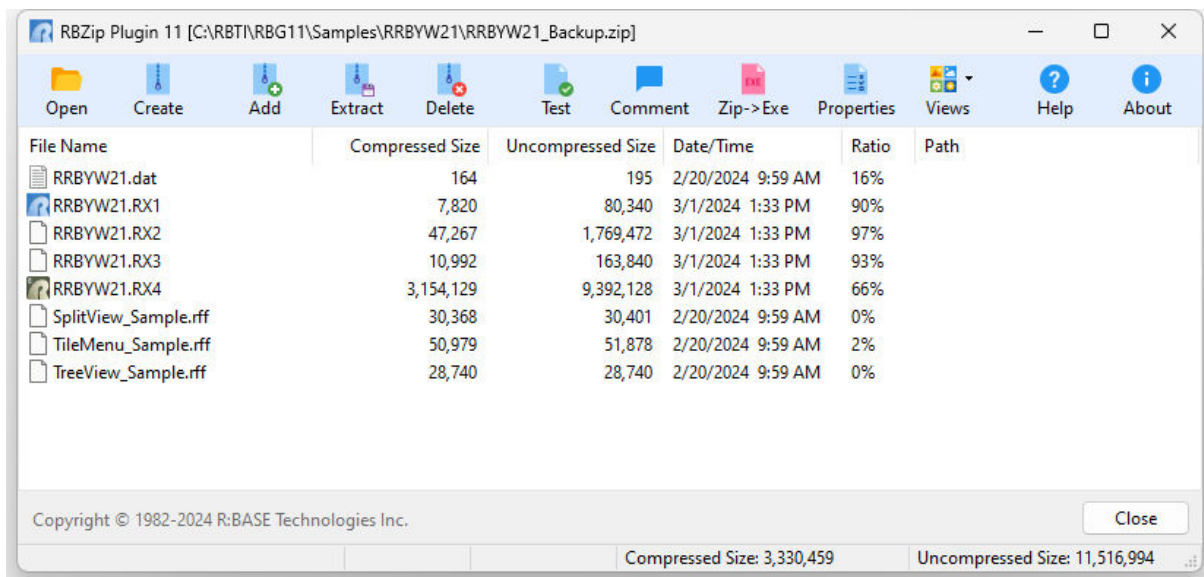 RBZip Plugin 11 [C:\RBTI\RBG11\Samples\RRBYW21\RRBYW21_Backup.zip]
Open Create Add Extract Delete Test Comment EXE Zip->Exe Properties Views Help About
File Name Compressed Size Uncompressed Size Date/Time Ratio Path
RRBYW21.dat 164 195 2/20/2024 9:59 AM 16%
RRBYW21.RX1 7,820 80,340 3/1/2024 1:33 PM 90%
RRBYW21.RX2 47,267 1,769,472 3/1/2024 1:33 PM 97%
RRBYW21.RX3 10,992 163,840 3/1/2024 1:33 PM 93%
RRBYW21.RX4 3,154,129 9,392,128 3/1/2024 1:33 PM 66%
SplitView_Sample.rff 30,368 30,401 2/20/2024 9:59 AM 0%
TileMenu_Sample.rff 50,979 51,878 2/20/2024 9:59 AM 2%
TreeView_Sample.rff 28,740 28,740 2/20/2024 9:59 AM 0%
Copyright © 1982-2024 R:BASE Technologies Inc. Close
Compressed Size: 3,330,459 Uncompressed Size: 11,516,994